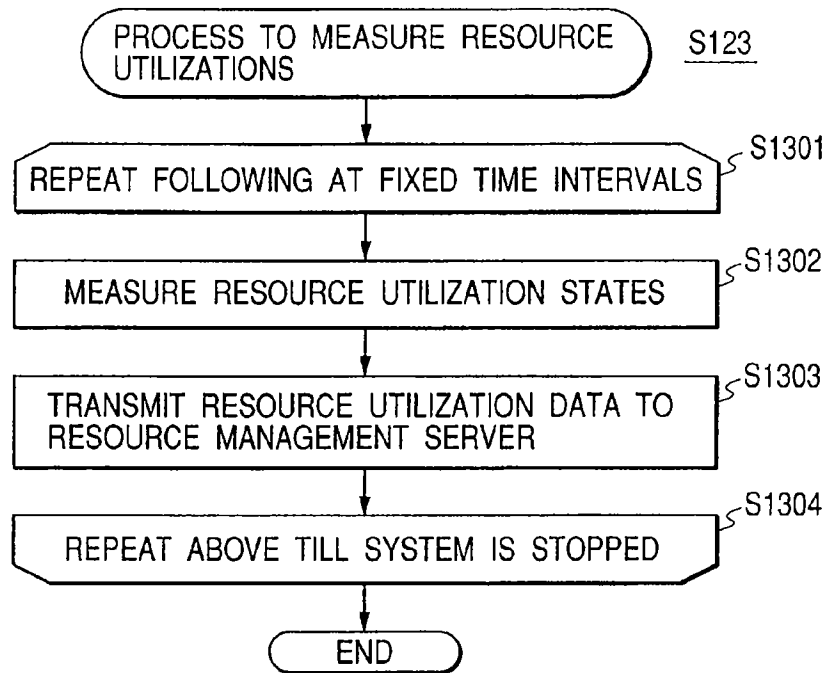 PROCESS TO MEASURE RESOURCE
UTILIZATIONS
S123
REPEAT FOLLOWING AT FIXED TIME INTERVALS
S1301
MEASURE RESOURCE UTILIZATION STATES
S1302
TRANSMIT RESOURCE UTILIZATION DATA TO
RESOURCE MANAGEMENT SERVER
S1303
REPEAT ABOVE TILL SYSTEM IS STOPPED
S1304
END